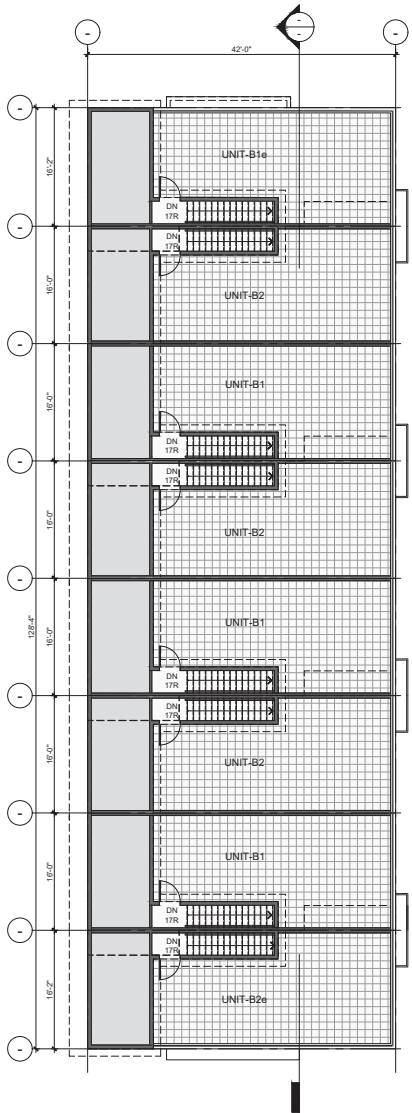 42'-0"
16'-2"
UNIT-B1e
DN
17R
DN
17R
16'-0"
UNIT-B2
16'-0"
UNIT-B1
DN
17R
DN
17R
16'-0"
UNIT-B2
128'-4"
16'-0"
UNIT-B1
DN
17R
DN
17R
16'-0"
UNIT-B2
16'-0"
UNIT-B1
DN
17R
DN
17R
16'-2"
UNIT-B2e